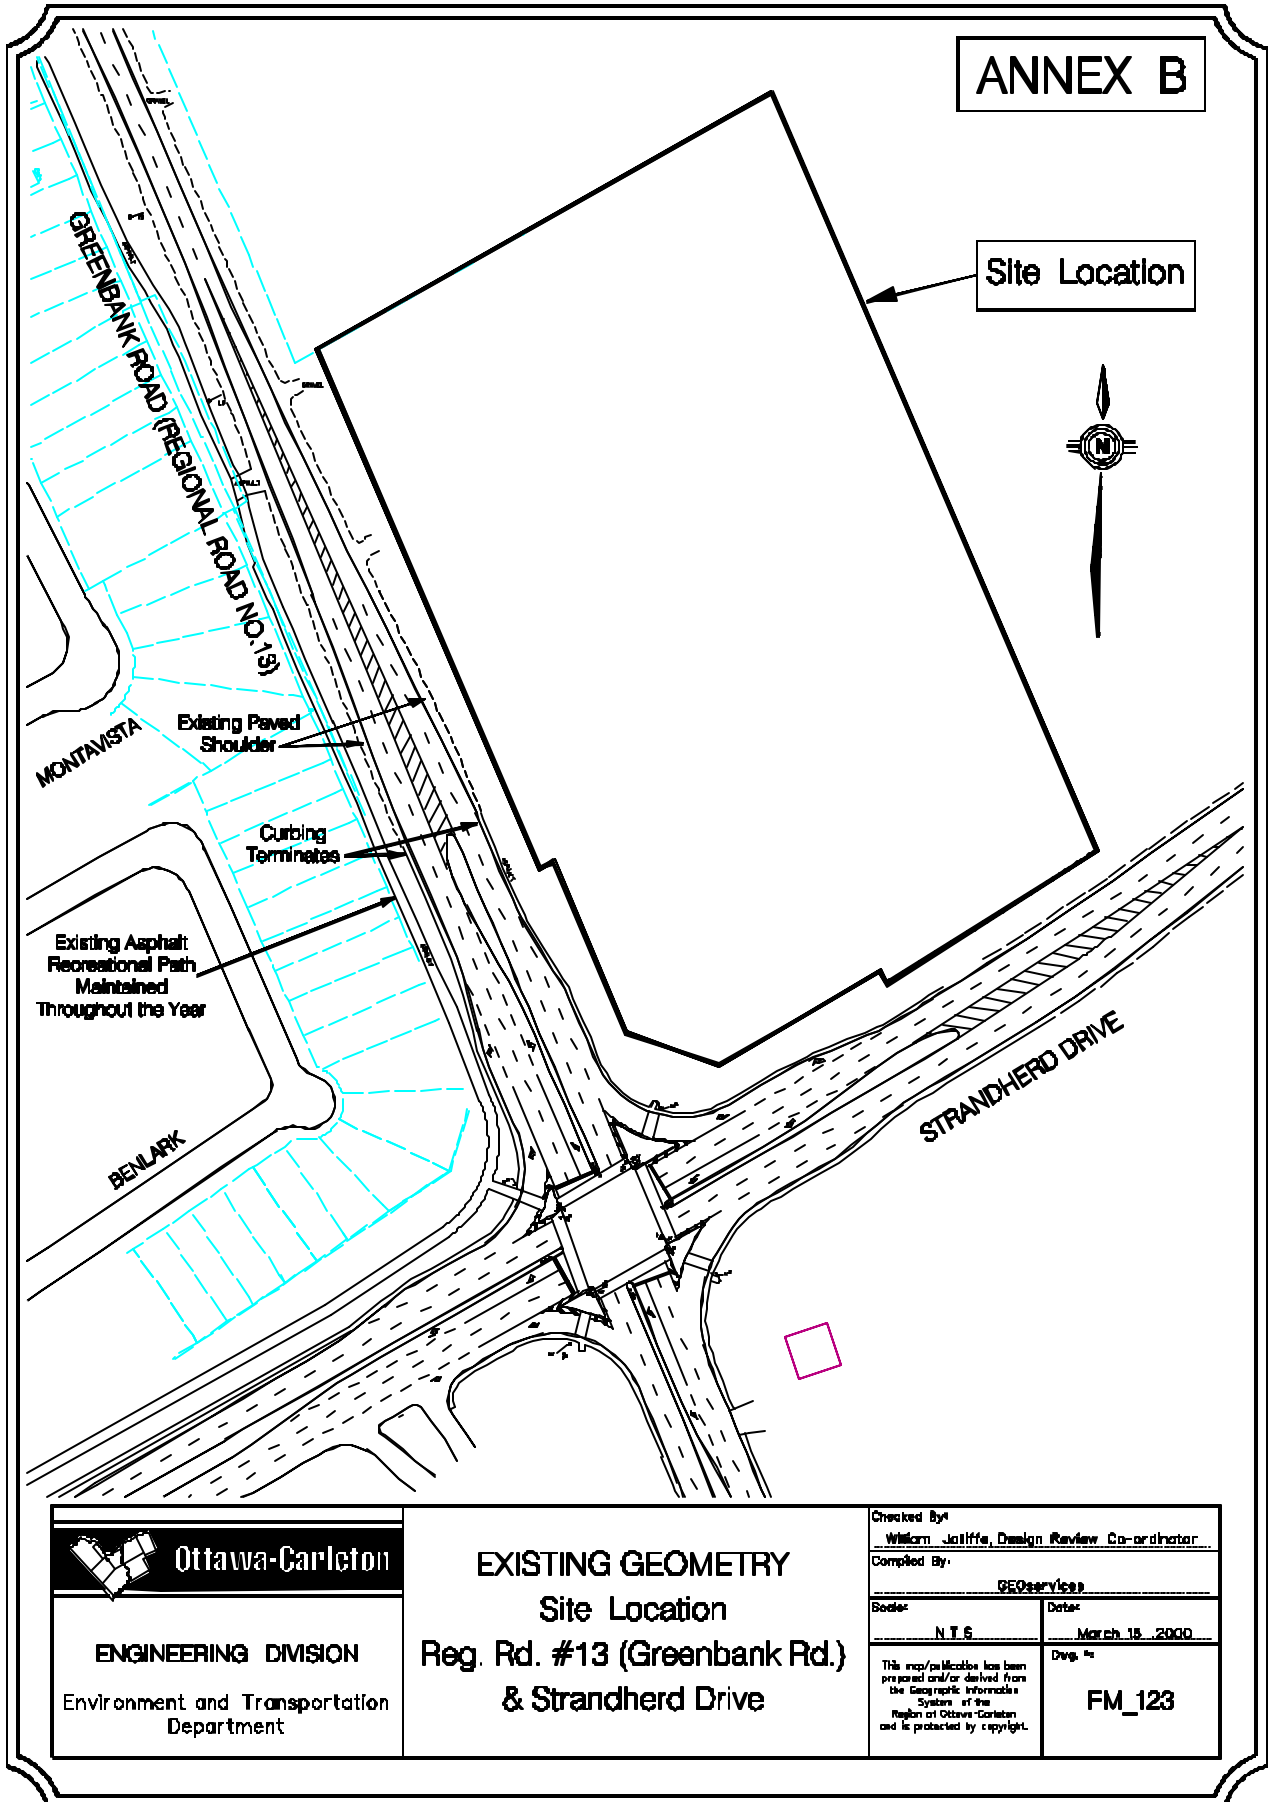 ANNEX B
Site Location
N
GREENBANK ROAD (REGIONAL ROAD NO.13)
MONTAVISTA
Existing Paved
Shoulder
Curbing
Terminates
Existing Asphalt
Recreational Path
Maintained
Throughout the Year
BENLARK
STRANDHERD DRIVE
Ottawa-Carleton
ENGINEERING DIVISION
Environment and Transportation
Department
EXISTING GEOMETRY
Site Location
Reg. Rd. #13 (Greenbank Rd.)
& Strandherd Drive
Checked By:
William Jolliffe, Design Review Co-ordinator
Compiled By:
GEOservices
Scale:
N T S
Date:
March 15, 2000
This map/publication has been
prepared and/or derived from
the Geographic Information
System of the
Region of Ottawa-Carleton
and is protected by copyright.
Dwg. #:
FM_123